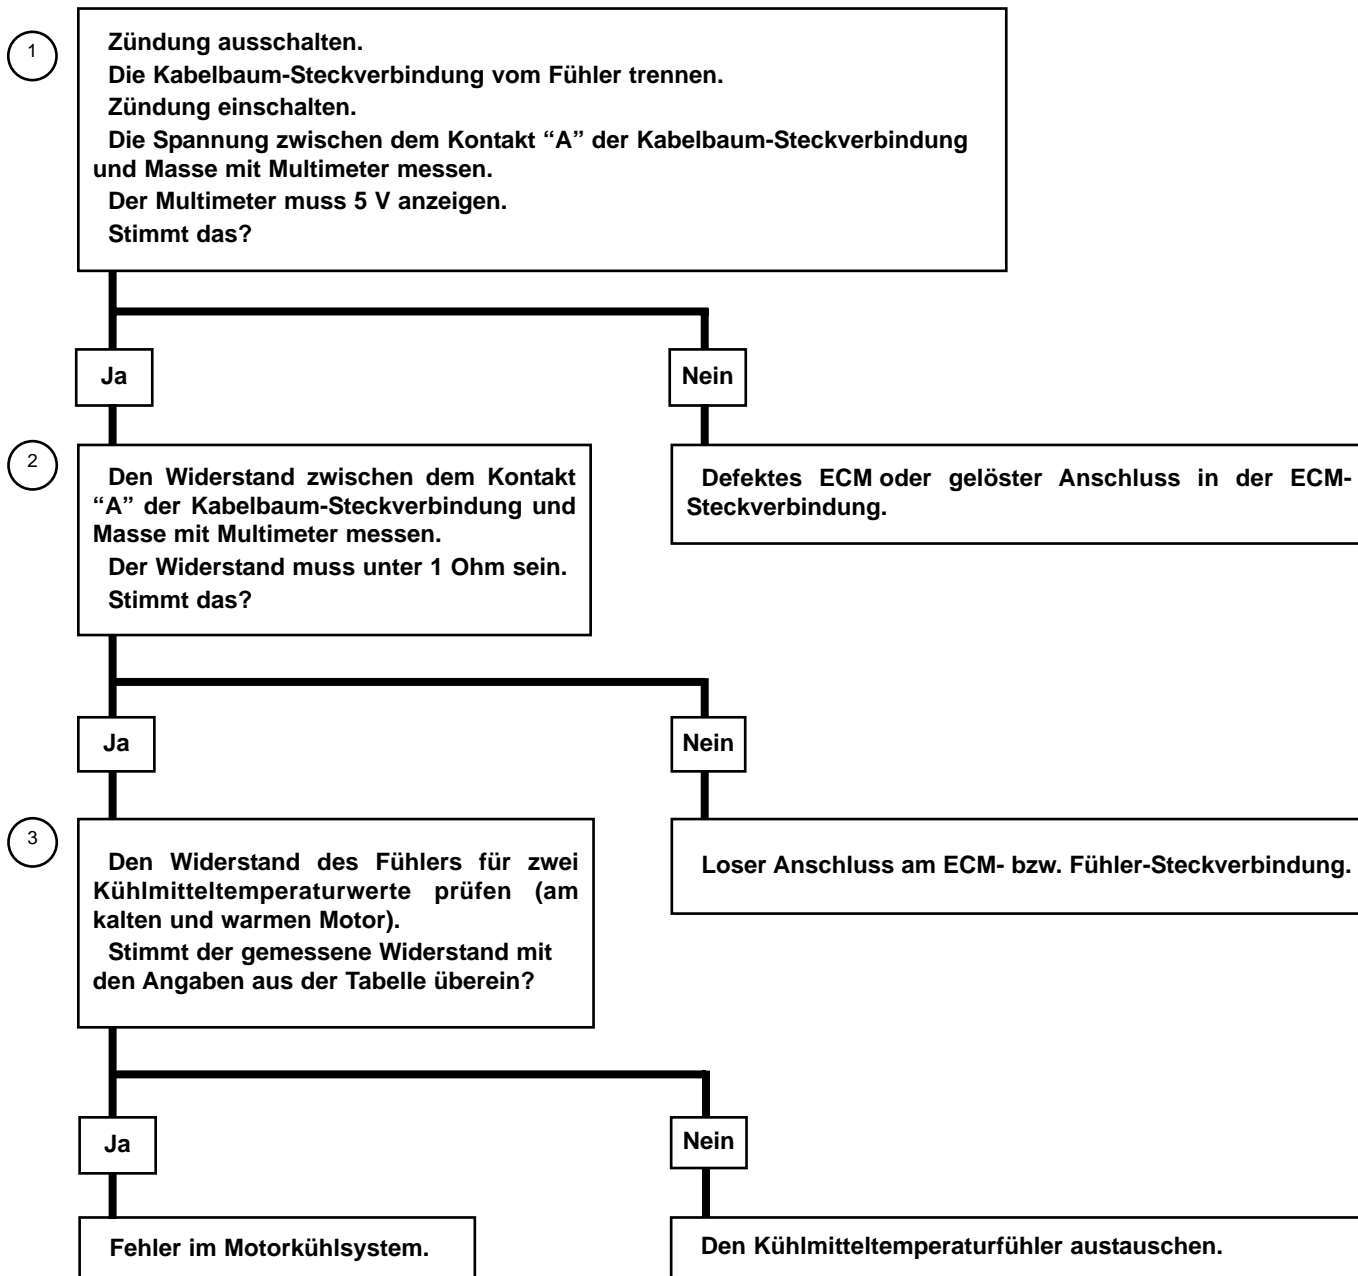 1
Zündung ausschalten.
Die Kabelbaum-Steckverbindung vom Fühler trennen.
Zündung einschalten.
Die Spannung zwischen dem Kontakt “A” der Kabelbaum-Steckverbindung
und Masse mit Multimeter messen.
Der Multimeter muss 5 V anzeigen.
Stimmt das?
Ja
Nein
2
Den Widerstand zwischen dem Kontakt
“A” der Kabelbaum-Steckverbindung und
Masse mit Multimeter messen.
Der Widerstand muss unter 1 Ohm sein.
Stimmt das?
Defektes ECM oder gelöster Anschluss in der ECM-
Steckverbindung.
Ja
Nein
3
Den Widerstand des Fühlers für zwei
Kühlmitteltemperaturwerte prüfen (am
kalten und warmen Motor).
Stimmt der gemessene Widerstand mit
den Angaben aus der Tabelle überein?
Loser Anschluss am ECM- bzw. Fühler-Steckverbindung.
Ja
Nein
Fehler im Motorkühlsystem.
Den Kühlmitteltemperaturfühler austauschen.